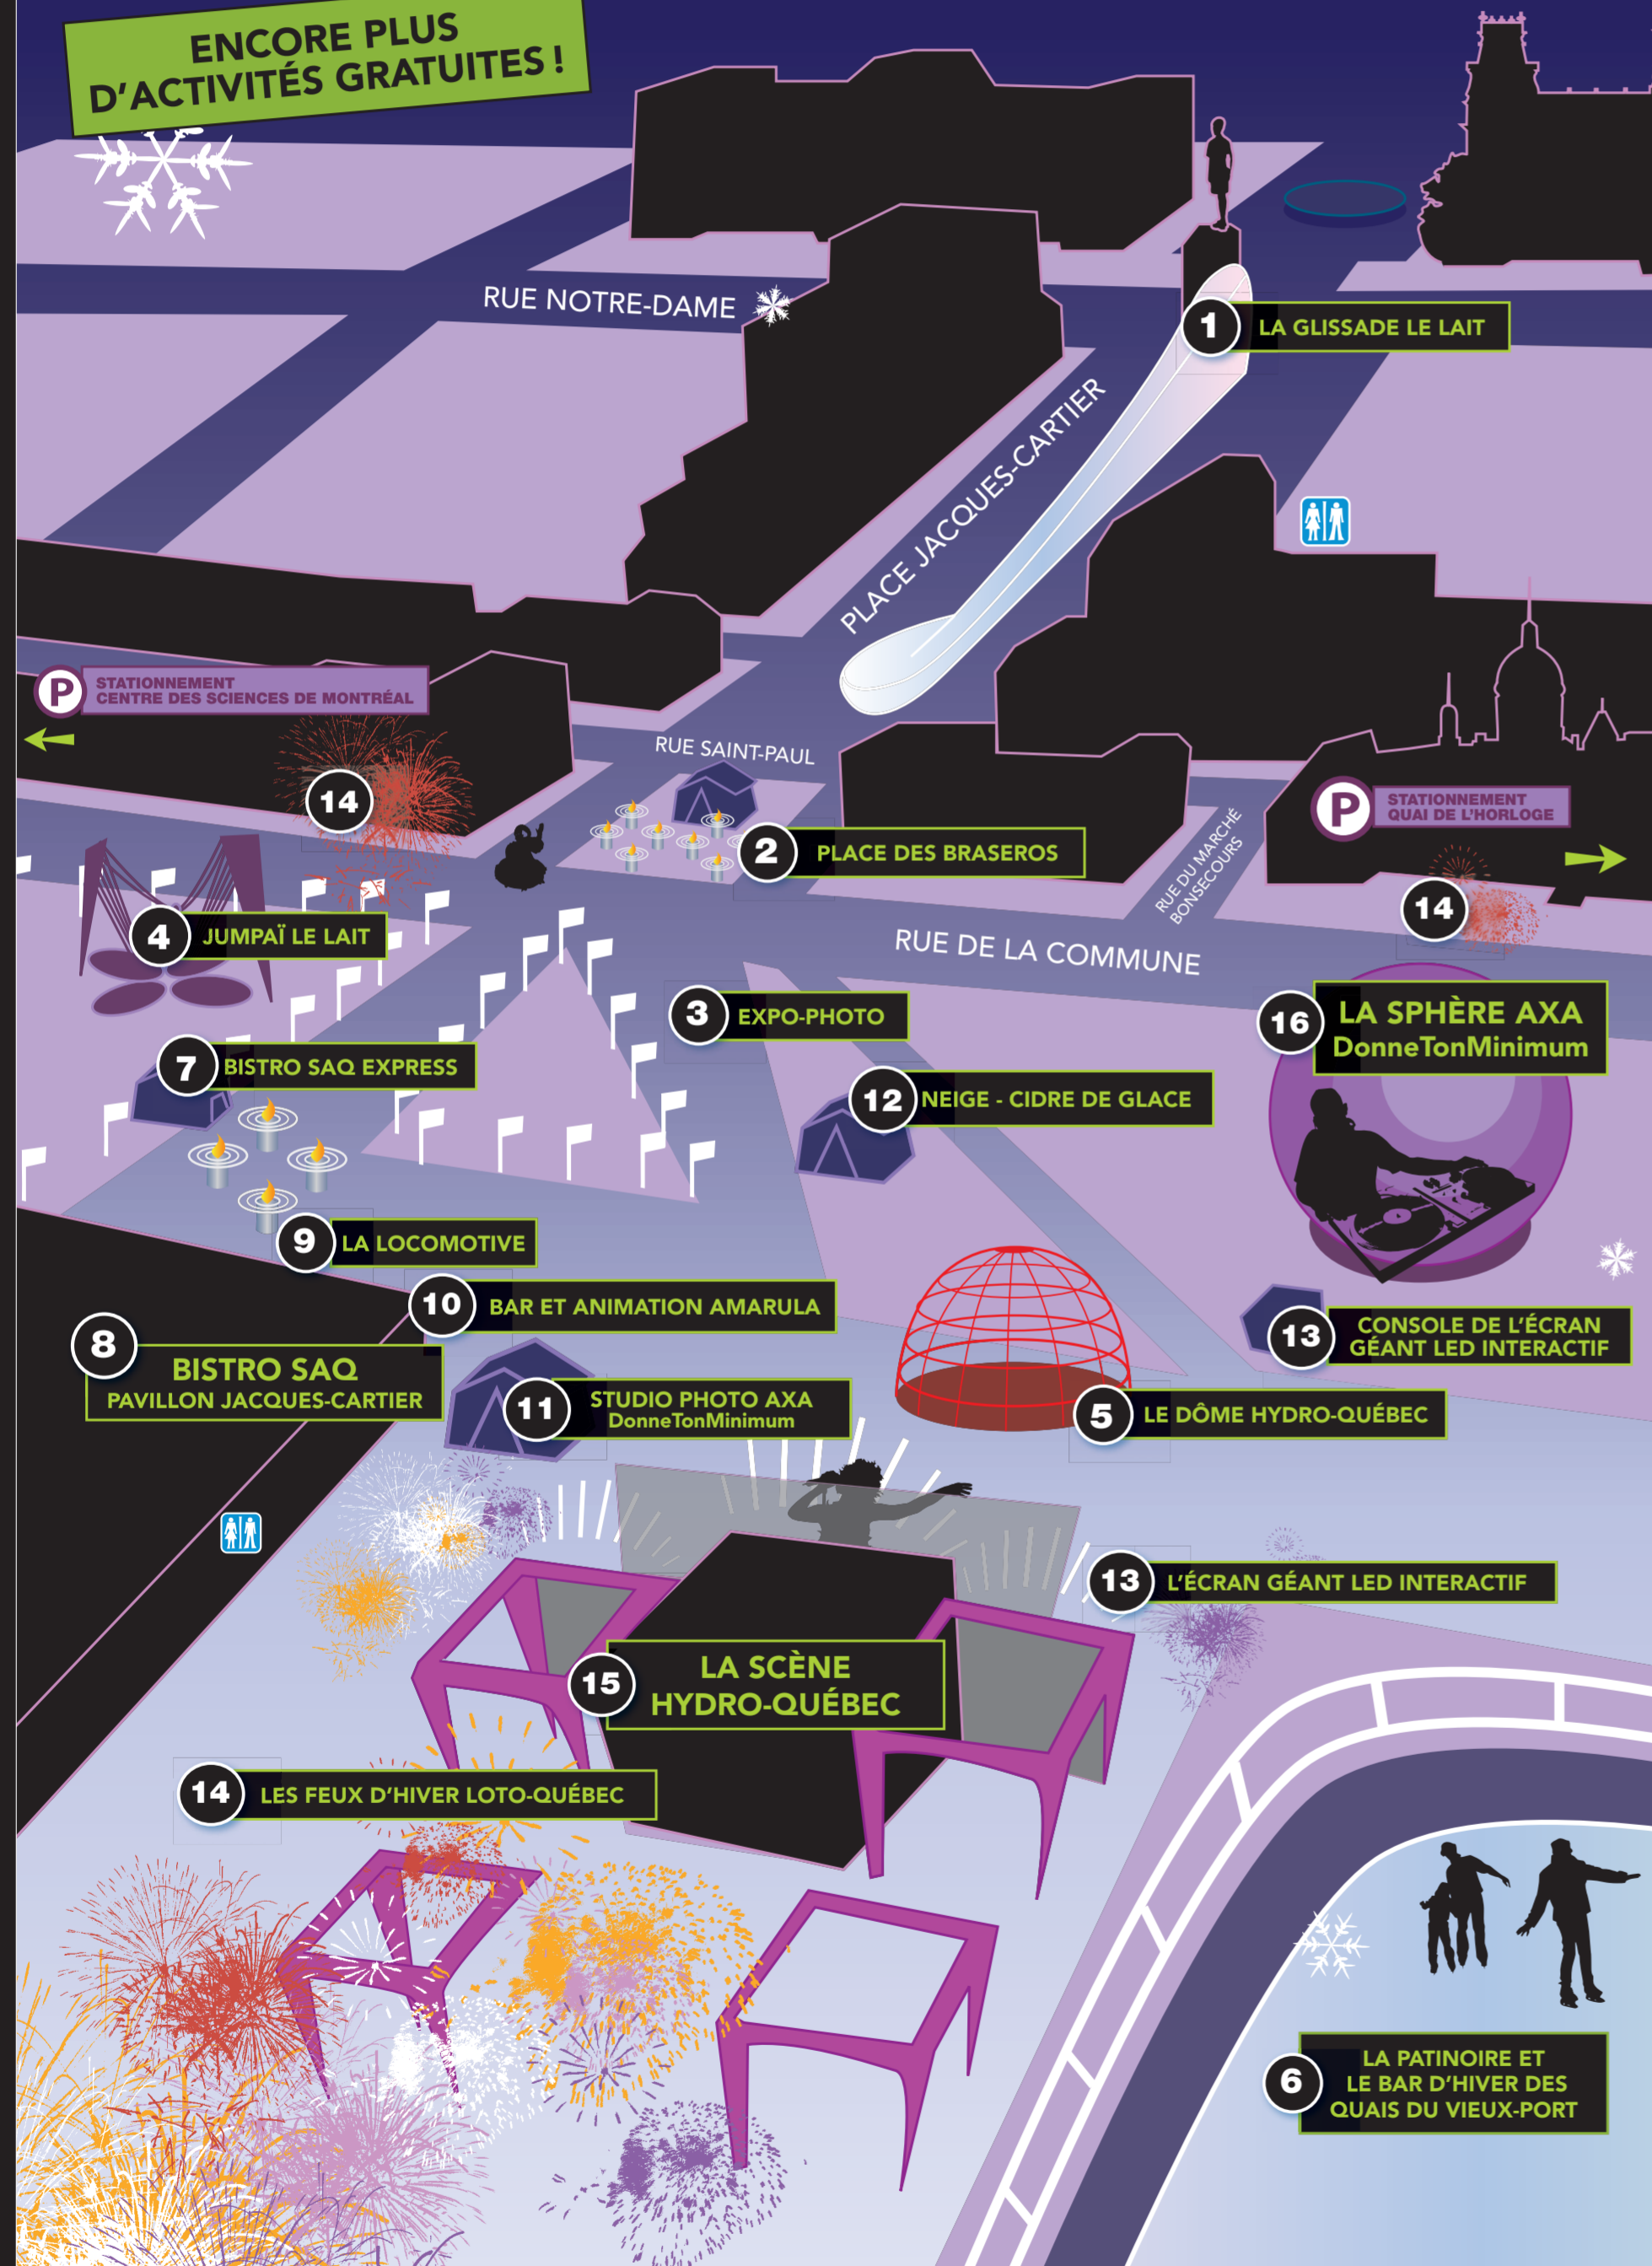 ENCORE PLUS
D'ACTIVITÉS GRATUITES !
RUE NOTRE-DAME
1 LA GLISSADE LE LAIT
PLACE JACQUES-CARTIER
P STATIONNEMENT
CENTRE DES SCIENCES DE MONTRÉAL
RUE SAINT-PAUL
14
P STATIONNEMENT
QUAI DE L'HORLOGE
2 PLACE DES BRASEROS
RUE DU MARCHÉ
BONSECOURS
14
4 JUMPAÏ LE LAIT
RUE DE LA COMMUNE
3 EXPO-PHOTO
16 LA SPHÈRE AXA
DonneTonMinimum
7 BISTRO SAQ EXPRESS
12 NEIGE - CIDRE DE GLACE
9 LA LOCOMOTIVE
10 BAR ET ANIMATION AMARULA
13 CONSOLE DE L'ÉCRAN
GÉANT LED INTERACTIF
8 BISTRO SAQ
PAVILLON JACQUES-CARTIER
11 STUDIO PHOTO AXA
DonneTonMinimum
5 LE DÔME HYDRO-QUÉBEC
13 L'ÉCRAN GÉANT LED INTERACTIF
15 LA SCÈNE
HYDRO-QUÉBEC
14 LES FEUX D'HIVER LOTO-QUÉBEC
6 LA PATINOIRE ET
LE BAR D'HIVER DES
QUAIS DU VIEUX-PORT